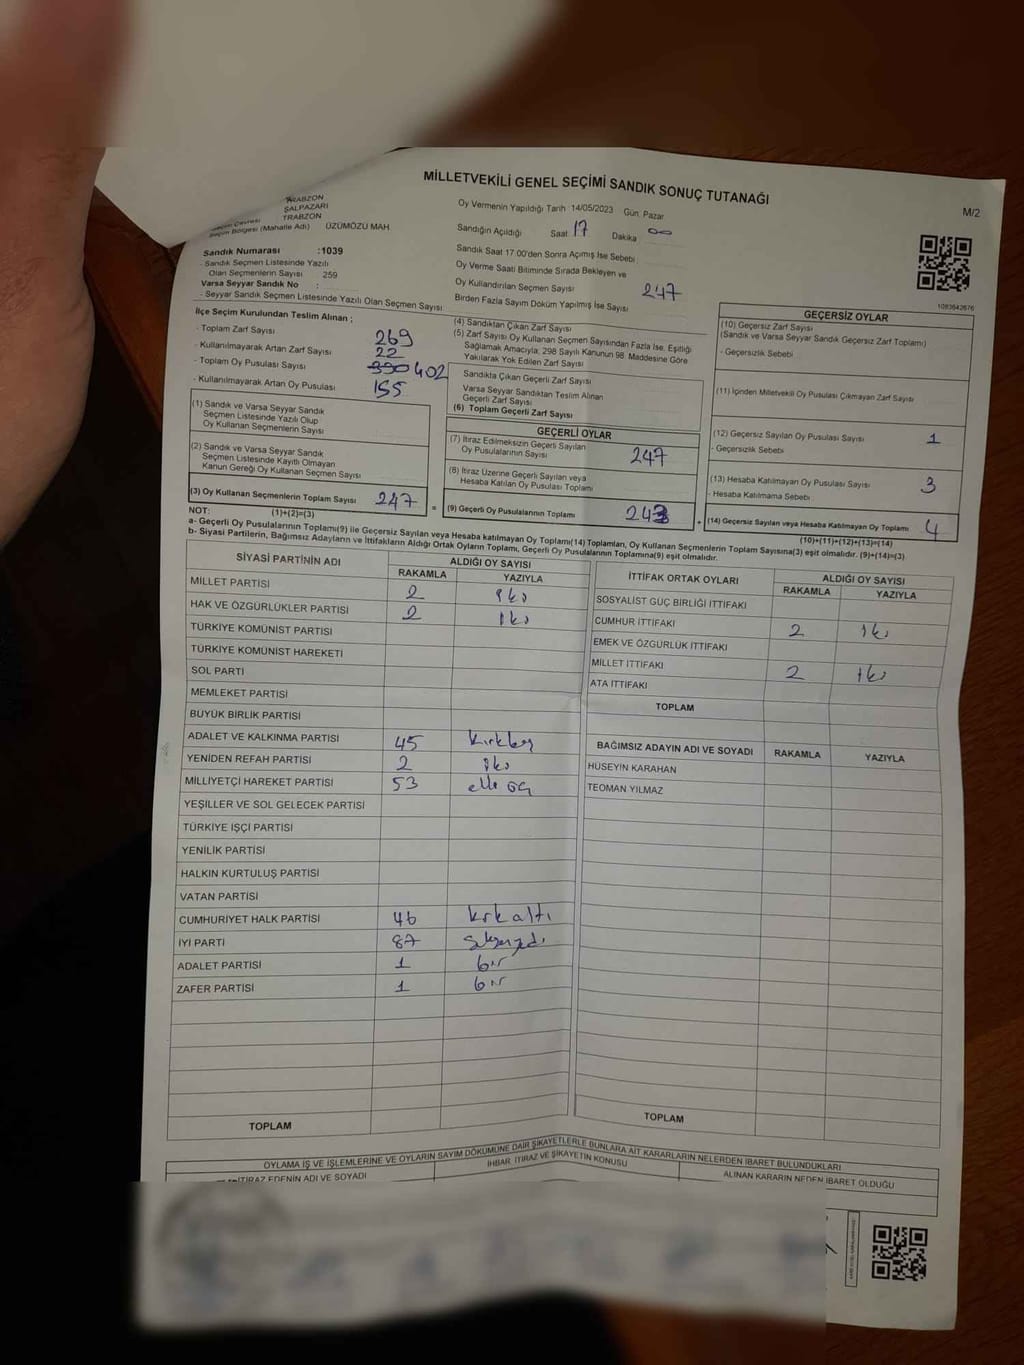 MİLLETVEKİLİ GENEL SEÇİMİ SANDIK SONUÇ TUTANAĞI
M/2
TRABZON
ŞALPAZARI
TRABZON
Seçim Bölgesi (Mahalle Adı) ÜZÜMÖZÜ MAH.
Sandık Numarası :1039
- Sandık Seçmen Listesinde Yazılı
Olan Seçmenlerin Sayısı 259
Varsa Seyyar Sandık No :
- Seyyar Sandık Seçmen Listesinde Yazılı Olan Seçmen Sayısı
Oy Vermenin Yapıldığı Tarih 14/05/2023 Gün. Pazar
Sandığın Açıldığı Saat 17 Dakika 00
Sandık Saat 17:00'den Sonra Açılmış İse Sebebi
Oy Verme Saati Bitiminde Sırada Bekleyen ve
Oy Kullandırılan Seçmen Sayısı 247
Birden Fazla Sayım Döküm Yapılmış İse Sayısı
1093642676
İlçe Seçim Kurulundan Teslim Alınan ;
- Toplam Zarf Sayısı 269
- Kullanılmayarak Artan Zarf Sayısı 22
- Toplam Oy Pusulası Sayısı 390 402
- Kullanılmayarak Artan Oy Pusulası 155
(1) Sandık ve Varsa Seyyar Sandık
Seçmen Listesinde Yazılı Olup
Oy Kullanan Seçmenlerin Sayısı
(2) Sandık ve Varsa Seyyar Sandık
Seçmen Listesinde Kayıtlı Olmayan
Kanun Gereği Oy Kullanan Seçmen Sayısı
(3) Oy Kullanan Seçmenlerin Toplam Sayısı 247
(4) Sandıktan Çıkan Zarf Sayısı
(5) Zarf Sayısı Oy Kullanan Seçmen Sayısından Fazla İse, Eşitliği
Sağlamak Amacıyla, 298 Sayılı Kanunun 98. Maddesine Göre
Yakılarak Yok Edilen Zarf Sayısı
Sandıkta Çıkan Geçerli Zarf Sayısı
Varsa Seyyar Sandıktan Teslim Alınan
Geçerli Zarf Sayısı
(6) Toplam Geçerli Zarf Sayısı
GEÇERLİ OYLAR
(7) İtiraz Edilmeksizin Geçerli Sayılan
Oy Pusulalarının Sayısı 247
(8) İtiraz Üzerine Geçerli Sayılan veya
Hesaba Katılan Oy Pusulası Toplamı
= (9) Geçerli Oy Pusulalarının Toplamı 243
GEÇERSİZ OYLAR
(10) Geçersiz Zarf Sayısı
(Sandık ve Varsa Seyyar Sandık Geçersiz Zarf Toplamı)
- Geçersizlik Sebebi
(11) İçinden Milletvekili Oy Pusulası Çıkmayan Zarf Sayısı
(12) Geçersiz Sayılan Oy Pusulası Sayısı 1
- Geçersizlik Sebebi
(13) Hesaba Katılmayan Oy Pusulası Sayısı 3
- Hesaba Katılmama Sebebi
+ (14) Geçersiz Sayılan veya Hesaba Katılmayan Oy Toplamı 4
NOT: (1)+(2)=(3)
(10)+(11)+(12)+(13)=(14)
a- Geçerli Oy Pusulalarının Toplamı(9) ile Geçersiz Sayılan veya Hesaba Katılmayan Oy Toplamı(14) Toplamları, Oy Kullanan Seçmenlerin Toplam Sayısına(3) eşit olmalıdır. (9)+(14)=(3)
b- Siyasi Partilerin, Bağımsız Adayların ve İttifakların Aldığı Ortak Oyların Toplamı, Geçerli Oy Pusulalarının Toplamına(9) eşit olmalıdır.
SİYASİ PARTİNİN ADI
ALDIĞI OY SAYISI
RAKAMLA YAZIYLA
MİLLET PARTİSİ 2 iki
HAK VE ÖZGÜRLÜKLER PARTİSİ 2 iki
TÜRKİYE KOMÜNİST PARTİSİ
TÜRKİYE KOMÜNİST HAREKETİ
SOL PARTİ
MEMLEKET PARTİSİ
BÜYÜK BİRLİK PARTİSİ
ADALET VE KALKINMA PARTİSİ 45 kırkbeş
YENİDEN REFAH PARTİSİ 2 iki
MİLLİYETÇİ HAREKET PARTİSİ 53 elli üç
YEŞİLLER VE SOL GELECEK PARTİSİ
TÜRKİYE İŞÇİ PARTİSİ
YENİLİK PARTİSİ
HALKIN KURTULUŞ PARTİSİ
VATAN PARTİSİ
CUMHURİYET HALK PARTİSİ 46 kırkaltı
İYİ PARTİ 87 seksenyedi
ADALET PARTİSİ 1 bir
ZAFER PARTİSİ 1 bir
TOPLAM
İTTİFAK ORTAK OYLARI
ALDIĞI OY SAYISI
RAKAMLA YAZIYLA
SOSYALİST GÜÇ BİRLİĞİ İTTİFAKI
CUMHUR İTTİFAKI 2 iki
EMEK VE ÖZGÜRLÜK İTTİFAKI
MİLLET İTTİFAKI 2 iki
ATA İTTİFAKI
TOPLAM
BAĞIMSIZ ADAYIN ADI VE SOYADI RAKAMLA YAZIYLA
HÜSEYİN KARAHAN
TEOMAN YILMAZ
TOPLAM
OYLAMA İŞ VE İŞLEMLERİNE VE OYLARIN SAYIM DÖKÜMÜNE DAİR ŞİKAYETLERLE BUNLARA AİT KARARLARIN NELERDEN İBARET BULUNDUKLARI
İTİRAZ EDENİN ADI VE SOYADI
İHBAR, İTİRAZ VE ŞİKAYETİN KONUSU
ALINAN KARARIN NEDEN İBARET OLDUĞU